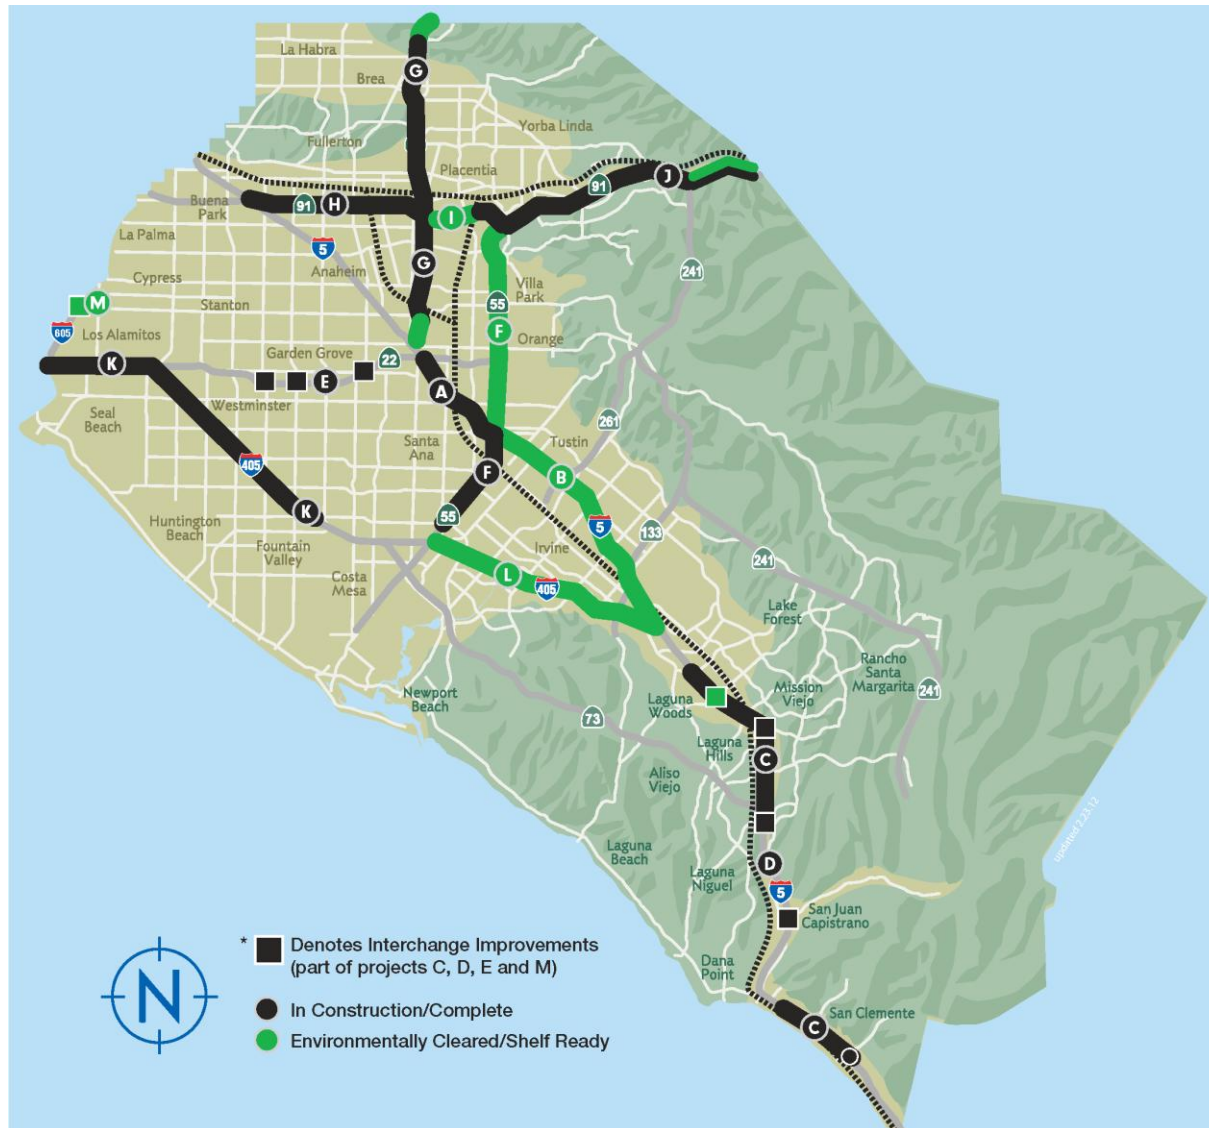 La Habra
Brea
G
Yorba Linda
Fullerton
Placentia
J
91
Buena
Park
91
H
I
La Palma
5
Anaheim
G
241
Cypress
Villa
Park
Stanton
M
55
605
Los Alamitos
F
Orange
Garden Grove
22
K
E
A
Westminster
Seal
Beach
261
Santa
Ana
Tustin
405
F
B
K
55
5
133
Huntington
Beach
Fountain
Valley
Irvine
241
Costa
Mesa
L
405
Lake
Forest
Rancho
Santa
Margarita
241
Newport
Beach
Laguna
Woods
Mission
Viejo
73
Laguna
Hills
C
Aliso
Viejo
updated 2.23.12
Laguna
Beach
D
Laguna
Niguel
5
San Juan
Capistrano
Dana
Point
San Clemente
C
N
* Denotes Interchange Improvements
(part of projects C, D, E and M)
In Construction/Complete
Environmentally Cleared/Shelf Ready